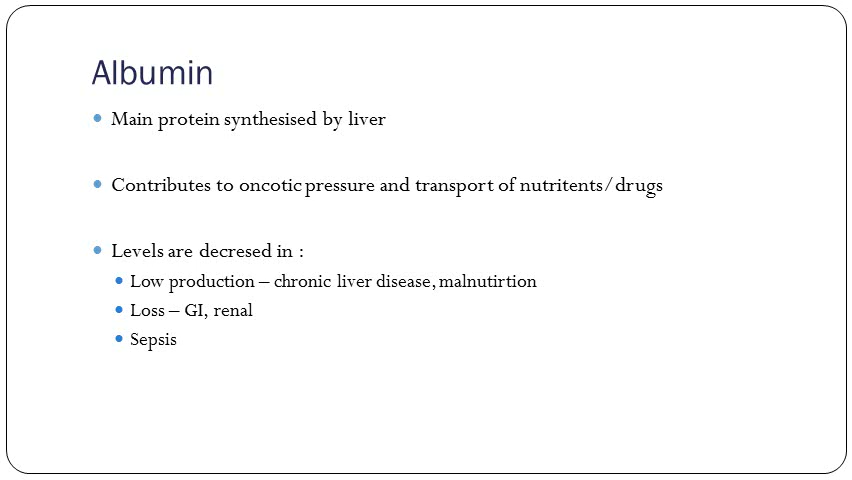 Albumin
• Main protein synthesised by liver
• Contributes to oncotic pressure and transport of nutritents/drugs
• Levels are decresed in :
• Low production – chronic liver disease, malnutirtion
• Loss – GI, renal
• Sepsis